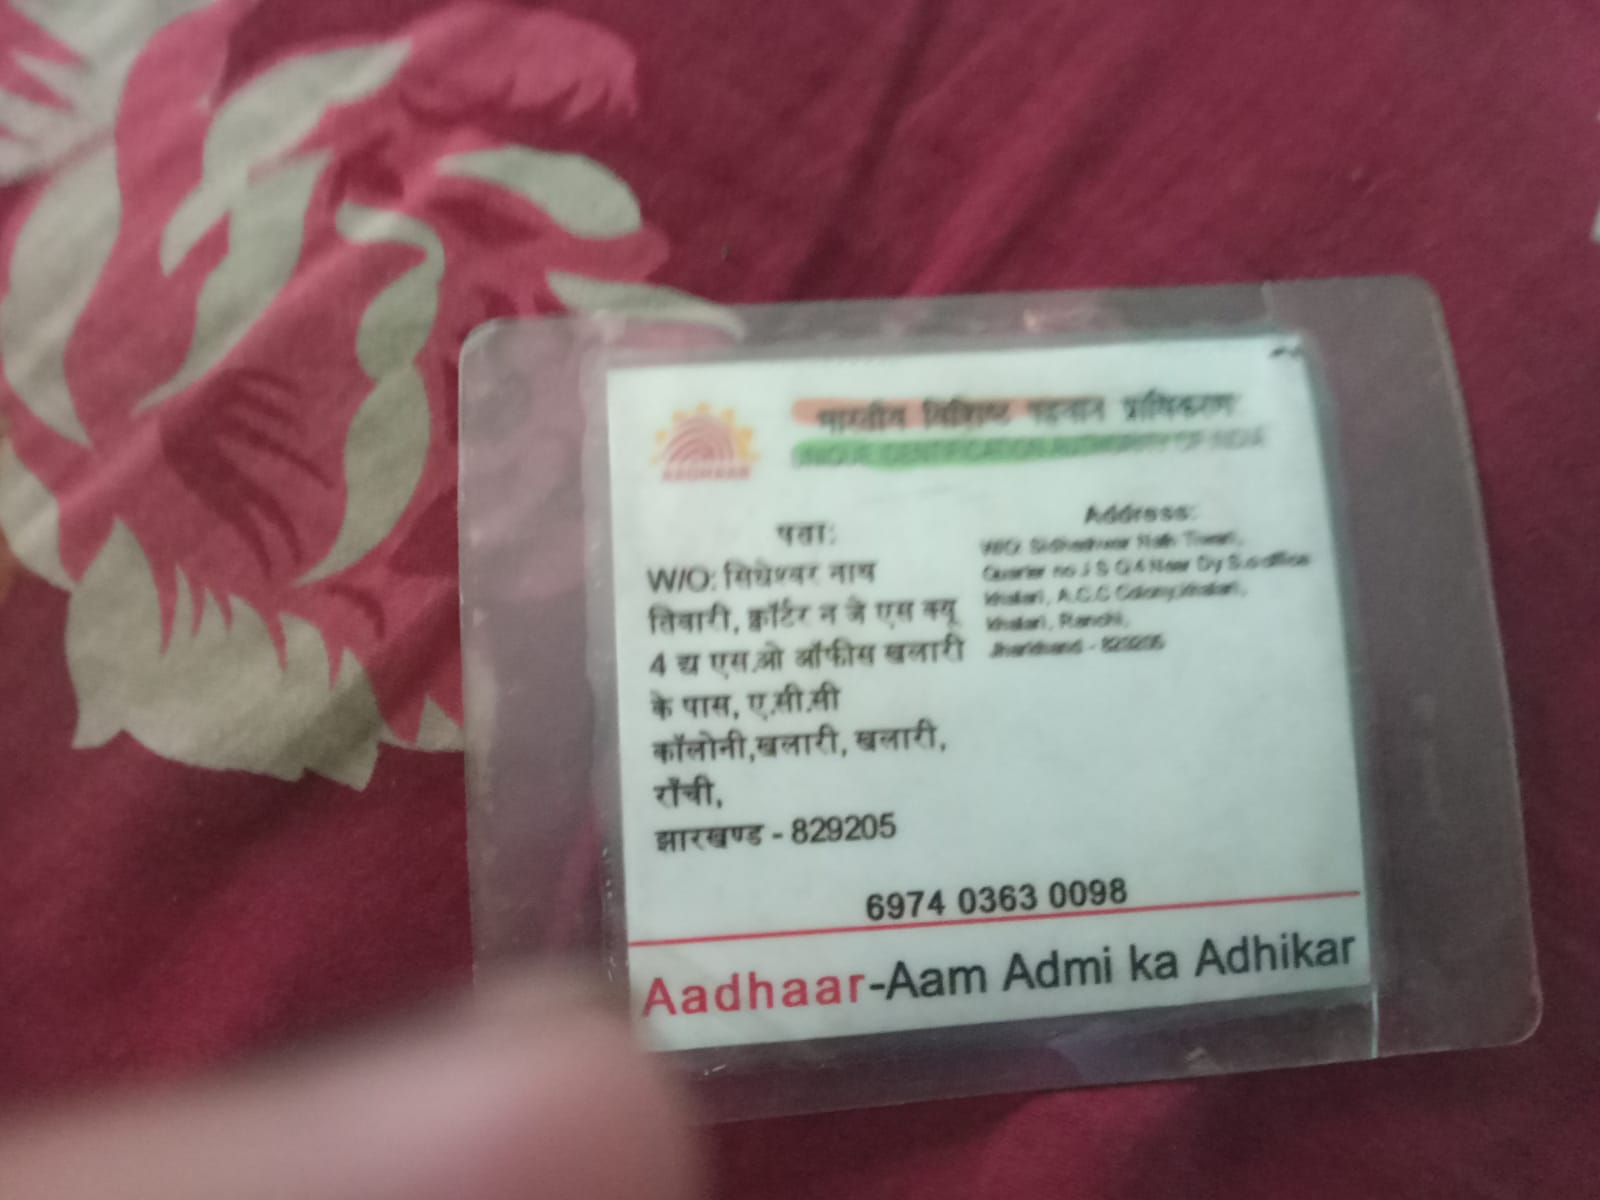 भारतीय विशिष्ट पहचान प्राधिकरण
UNIQUE IDENTIFICATION AUTHORITY OF INDIA
AADHAAR
पता:
W/O: सिधेश्वर नाथ
तिवारी, क्वॉर्टर न जे एस क्यू
4 द्य एस.ओ ऑफीस खलारी
के पास, ए.सी.सी
कॉलोनी,खलारी, खलारी,
राँची,
झारखण्ड - 829205
Address:
W/O: Sidheshwar Nath Tiwari,
Quarter no J S Q 4 Near Dy S.o office
khalari, A.C.C Colony,khalari,
khalari, Ranchi,
Jharkhand - 829205
6974 0363 0098
Aadhaar-Aam Admi ka Adhikar